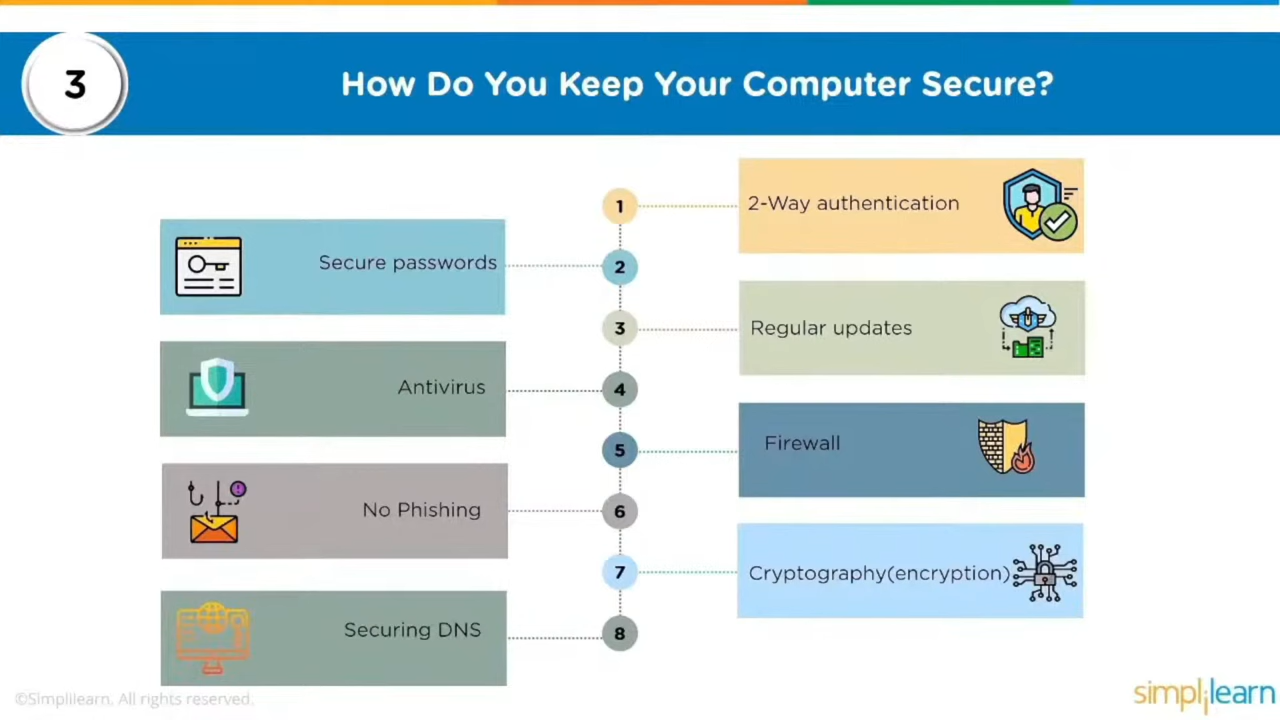 3
How Do You Keep Your Computer Secure?
1
2-Way authentication
Secure passwords
2
3
Regular updates
Antivirus
4
5
Firewall
No Phishing
6
7
Cryptography(encryption)
Securing DNS
8
©Simplilearn. All rights reserved.
simplilearn